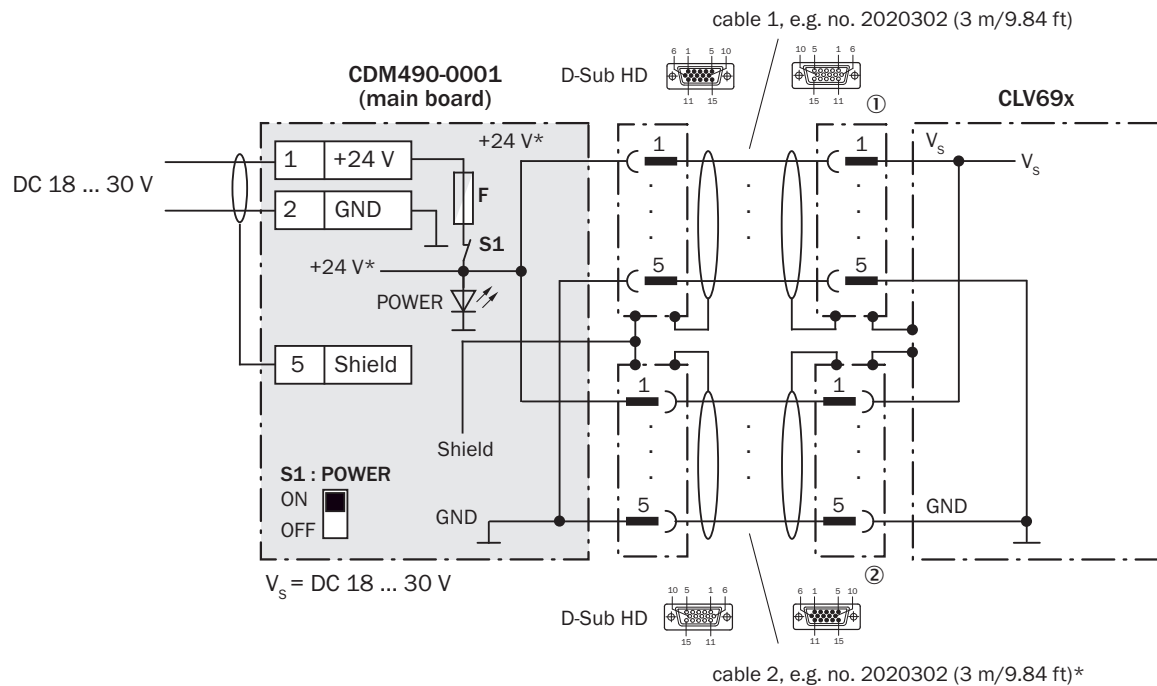 cable 1, e.g. no. 2020302 (3 m/9.84 ft)
6 1 5 10
10 5 1 6
D-Sub HD
11 15
15 11
CDM490-0001
(main board)
CLV69x
①
+24 V*
1 +24 V
1
1
Vs
Vs
DC 18 ... 30 V
F
2 GND
S1
+24 V*
5
5
POWER
5 Shield
1
1
Shield
S1 : POWER
ON
OFF
GND
5
5
GND
②
Vs = DC 18 ... 30 V
10 5 1 6
6 1 5 10
D-Sub HD
15 11
11 15
cable 2, e.g. no. 2020302 (3 m/9.84 ft)*